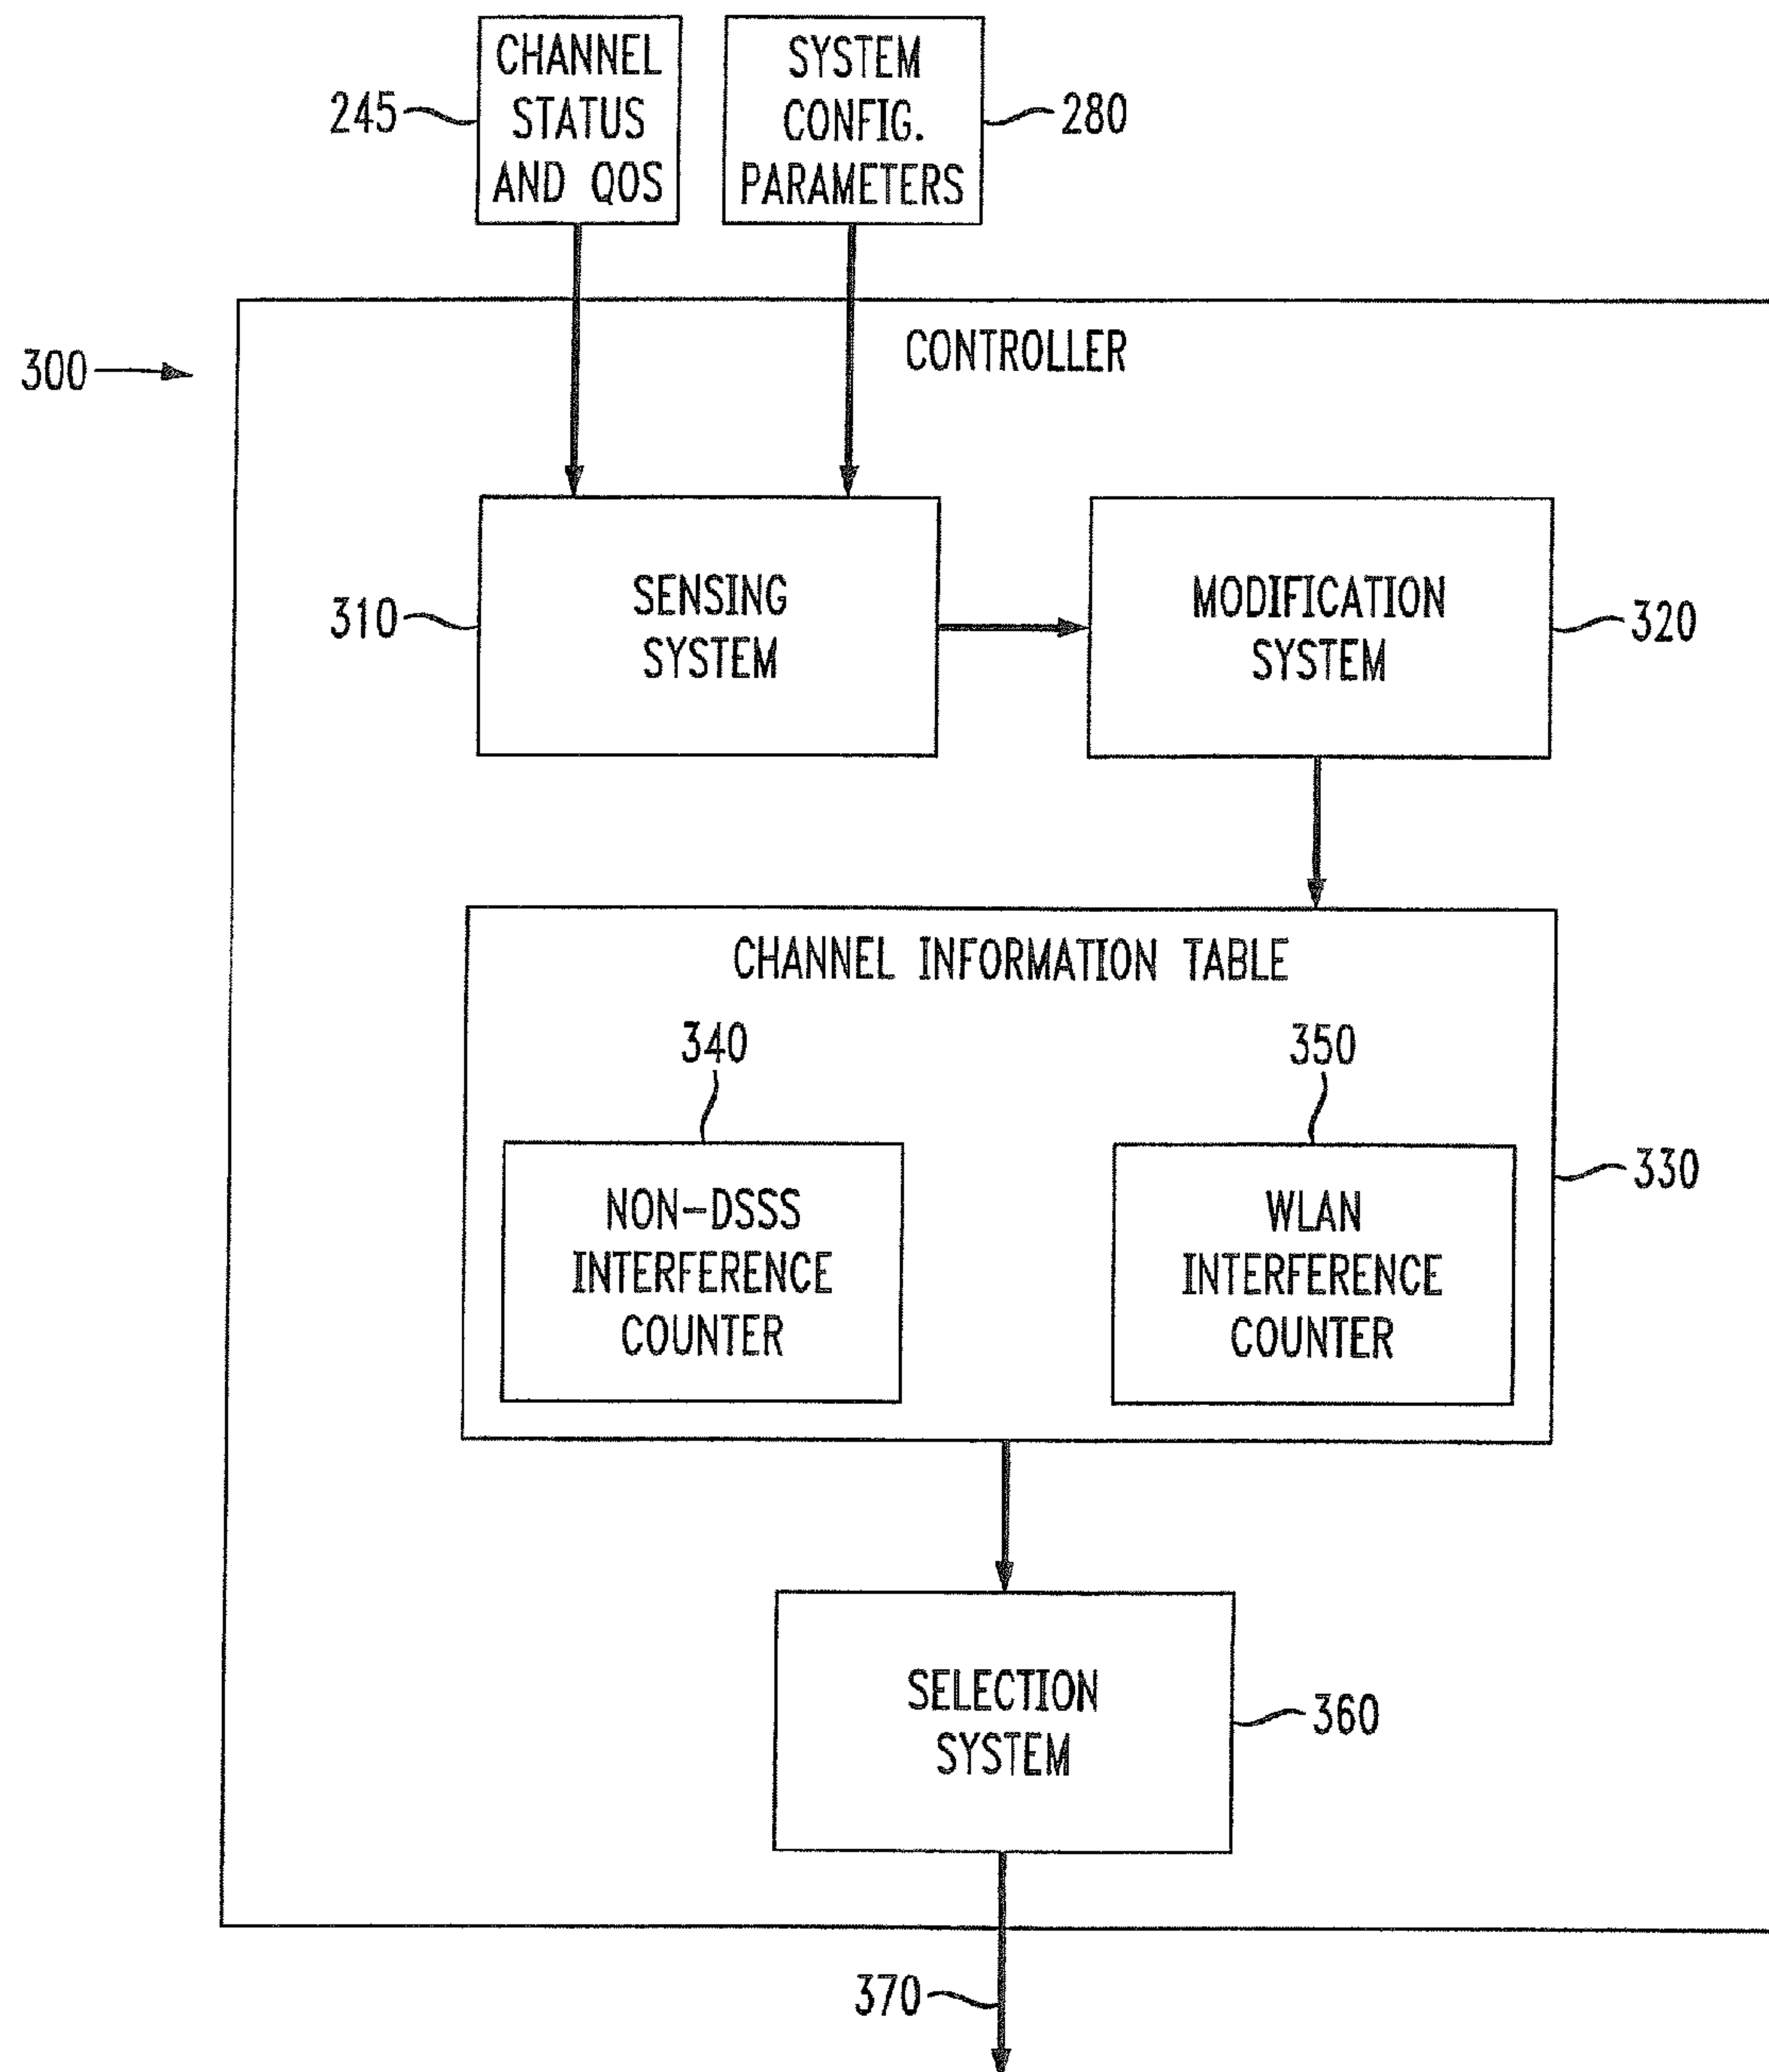 CHANNEL
STATUS
AND QOS
SYSTEM
CONFIG.
PARAMETERS
245
280
CONTROLLER
300
SENSING
SYSTEM
310
MODIFICATION
SYSTEM
320
CHANNEL INFORMATION TABLE
340
350
NON-DSSS
INTERFERENCE
COUNTER
WLAN
INTERFERENCE
COUNTER
330
SELECTION
SYSTEM
360
370